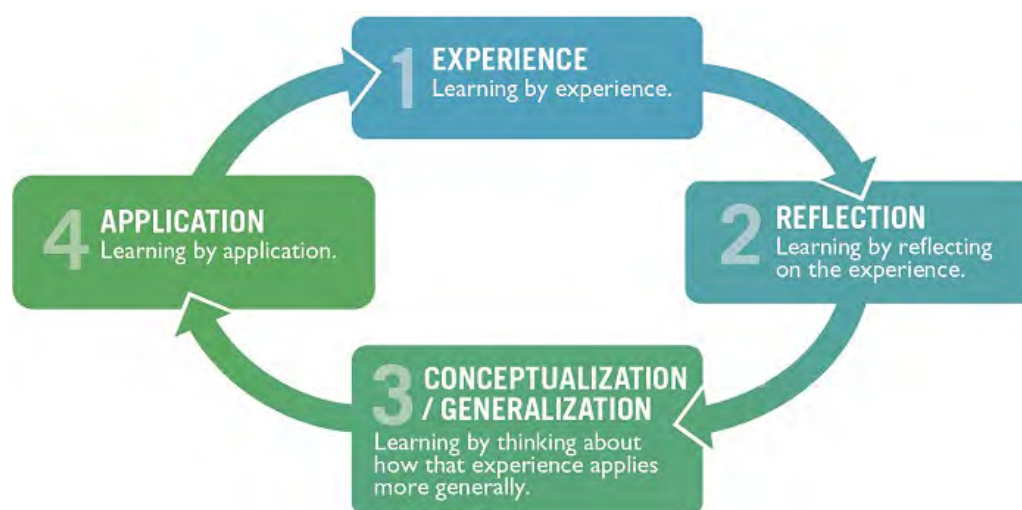 1 EXPERIENCE
Learning by experience.
2 REFLECTION
Learning by reflecting
on the experience.
3 CONCEPTUALIZATION
/ GENERALIZATION
Learning by thinking about
how that experience applies
more generally.
4 APPLICATION
Learning by application.